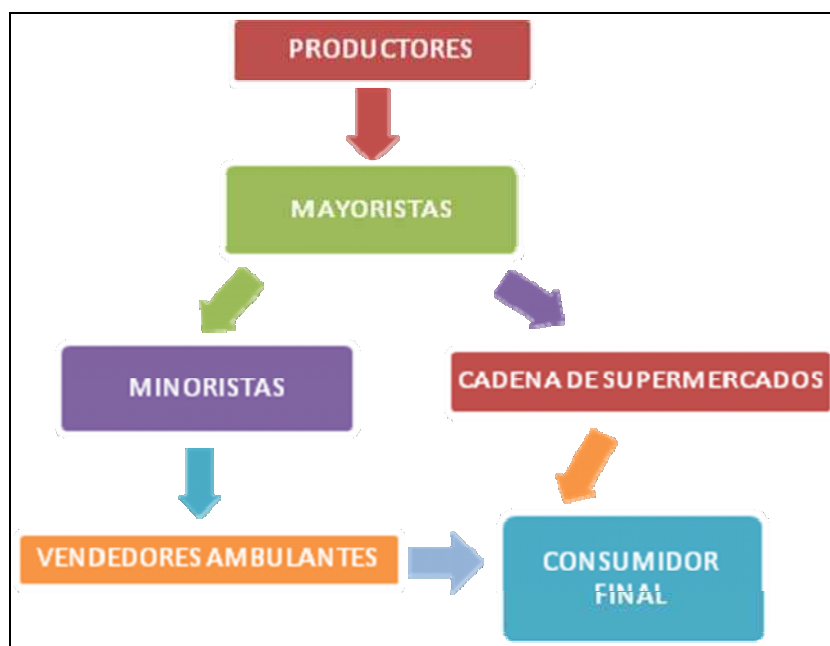 PRODUCTORES
MAYORISTAS
MINORISTAS
CADENA DE SUPERMERCADOS
VENDEDORES AMBULANTES
CONSUMIDOR
FINAL